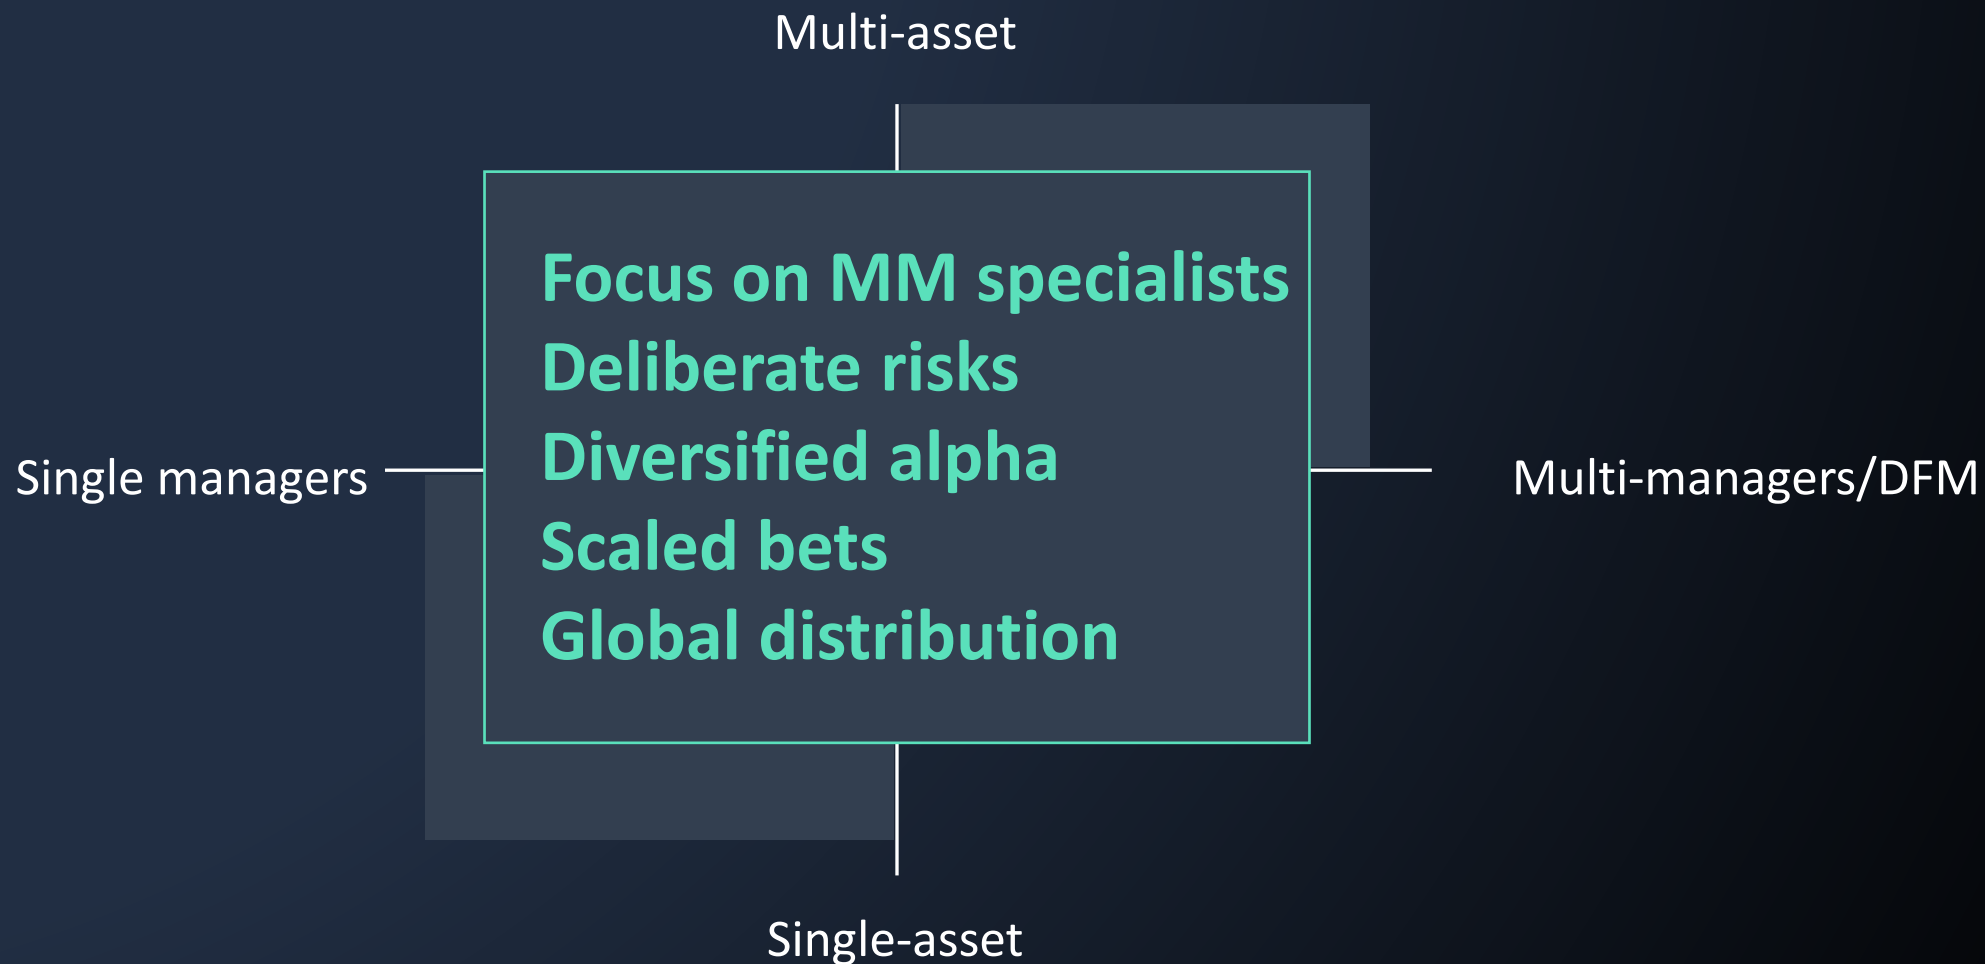 Multi-asset
Focus on MM specialists
Deliberate risks
Diversified alpha
Scaled bets
Global distribution
Single managers
Multi-managers/DFM
Single-asset